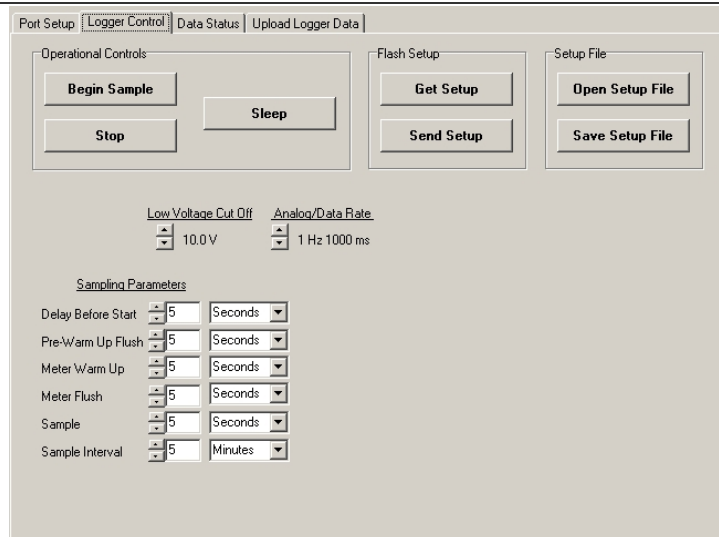 Port Setup Logger Control Data Status Upload Logger Data
Operational Controls Flash Setup Setup File
Begin Sample Get Setup Open Setup File
Sleep
Stop Send Setup Save Setup File
Low Voltage Cut Off Analog/Data Rate
10.0 V 1 Hz 1000 ms
Sampling Parameters
Delay Before Start 5 Seconds
Pre-Warm Up Flush 5 Seconds
Meter Warm Up 5 Seconds
Meter Flush 5 Seconds
Sample 5 Seconds
Sample Interval 5 Minutes